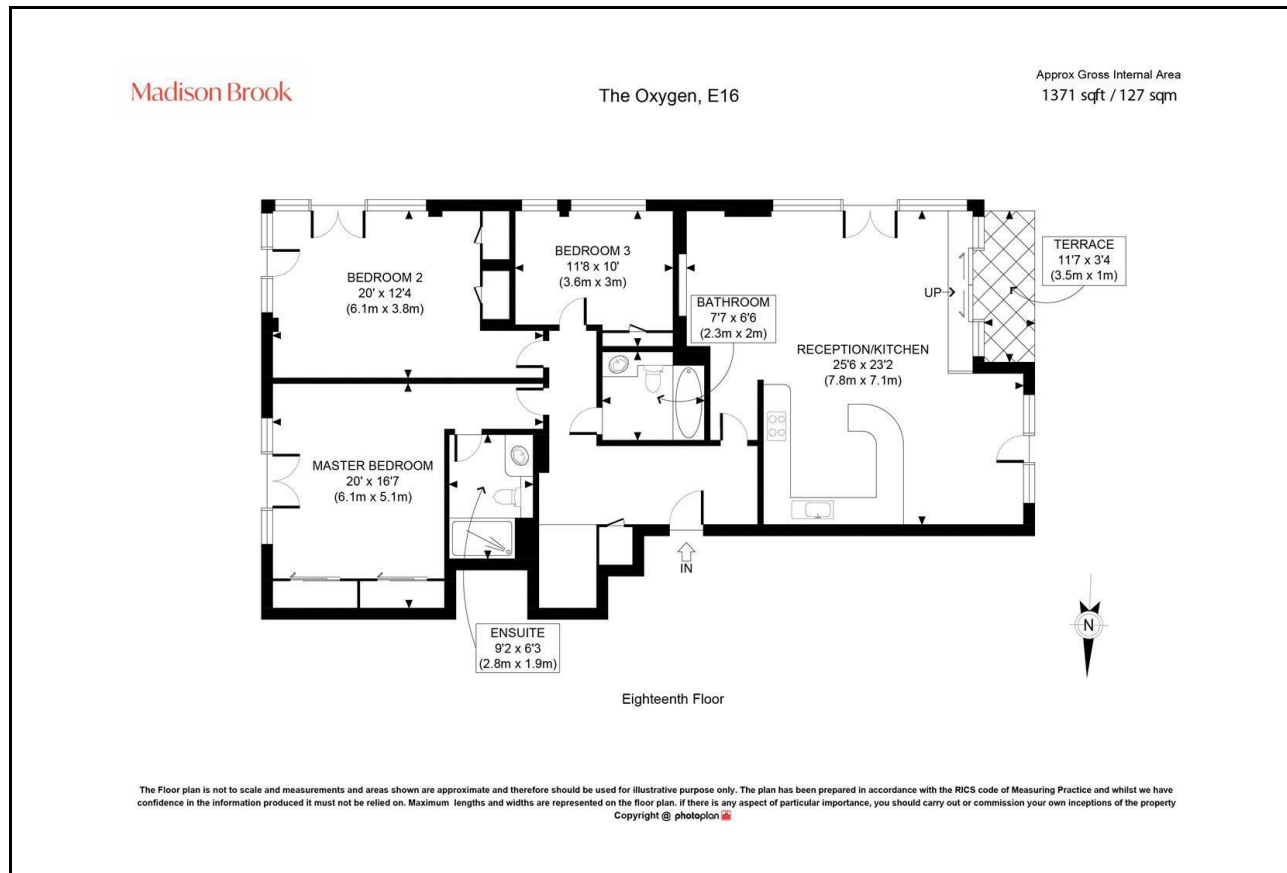 Madison Brook
The Oxygen, E16
Approx Gross Internal Area
1371 sqft / 127 sqm
BEDROOM 2
20' x 12'4
(6.1m x 3.8m)
BEDROOM 3
11'8 x 10'
(3.6m x 3m)
BATHROOM
7'7 x 6'6
(2.3m x 2m)
TERRACE
11'7 x 3'4
(3.5m x 1m)
UP
RECEPTION/KITCHEN
25'6 x 23'2
(7.8m x 7.1m)
MASTER BEDROOM
20' x 16'7
(6.1m x 5.1m)
IN
ENSUITE
9'2 x 6'3
(2.8m x 1.9m)
N
Eighteenth Floor
The Floor plan is not to scale and measurements and areas shown are approximate and therefore should be used for illustrative purpose only. The plan has been prepared in accordance with the RICS code of Measuring Practice and whilst we have
confidence in the information produced it must not be relied on. Maximum lengths and widths are represented on the floor plan. if there is any aspect of particular importance, you should carry out or commission your own inceptions of the property
Copyright @ photoplan